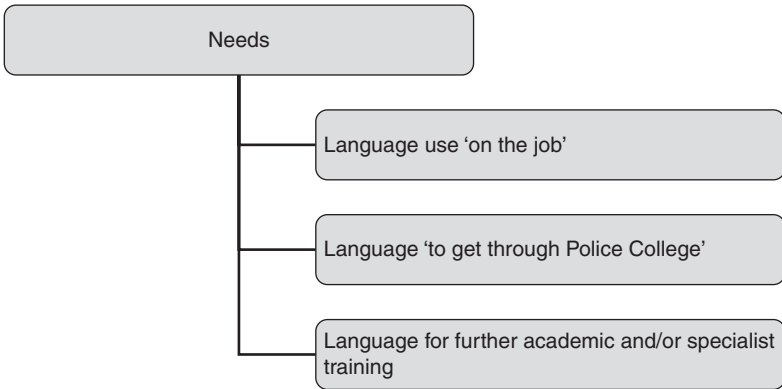 Needs
Language use ‘on the job’
Language ‘to get through Police College’
Language for further academic and/or specialist
training